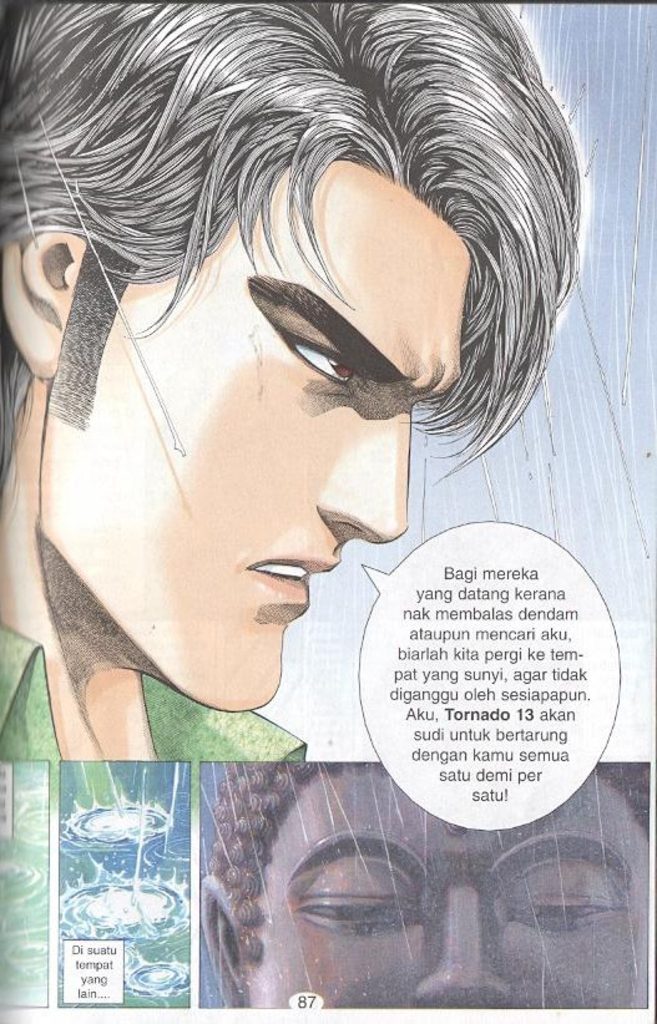 Bagi mereka
yang datang kerana
nak membalas dendam
ataupun mencari aku,
biarlah kita pergi ke tem-
pat yang sunyi, agar tidak
diganggu oleh sesiapapun.
Aku, Tornado 13 akan
sudi untuk bertarung
dengan kamu semua
satu demi per
satu!
Di suatu
tempat
yang
lain....
87